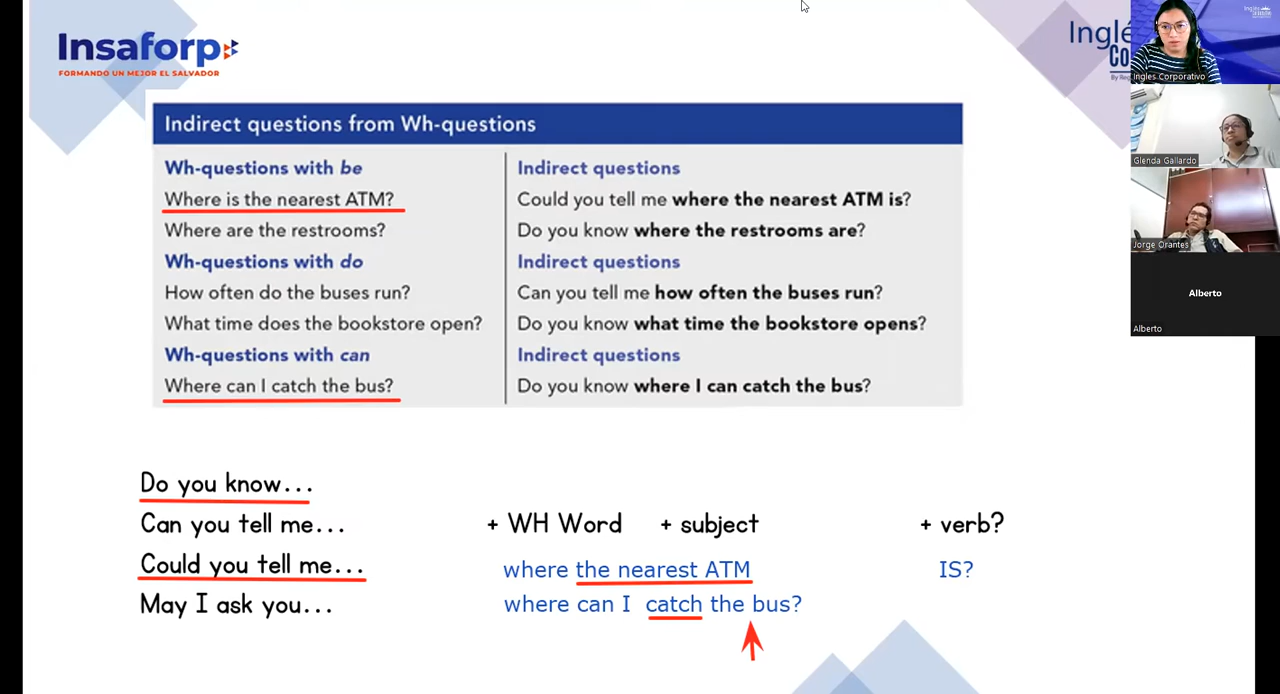 Insaforp
FORMANDO UN MEJOR EL SALVADOR
Indirect questions from Wh-questions
Wh-questions with be
Indirect questions
Where is the nearest ATM?
Could you tell me where the nearest ATM is?
Where are the restrooms?
Do you know where the restrooms are?
Wh-questions with do
Indirect questions
How often do the buses run?
Can you tell me how often the buses run?
What time does the bookstore open?
Do you know what time the bookstore opens?
Wh-questions with can
Indirect questions
Where can I catch the bus?
Do you know where I can catch the bus?
Do you know...
Can you tell me...
+ WH Word + subject + verb?
Could you tell me...
where the nearest ATM IS?
May I ask you...
where can I catch the bus?
Ingles Corporativo
Glenda Gallardo
Jorge Orantes
Alberto
Alberto